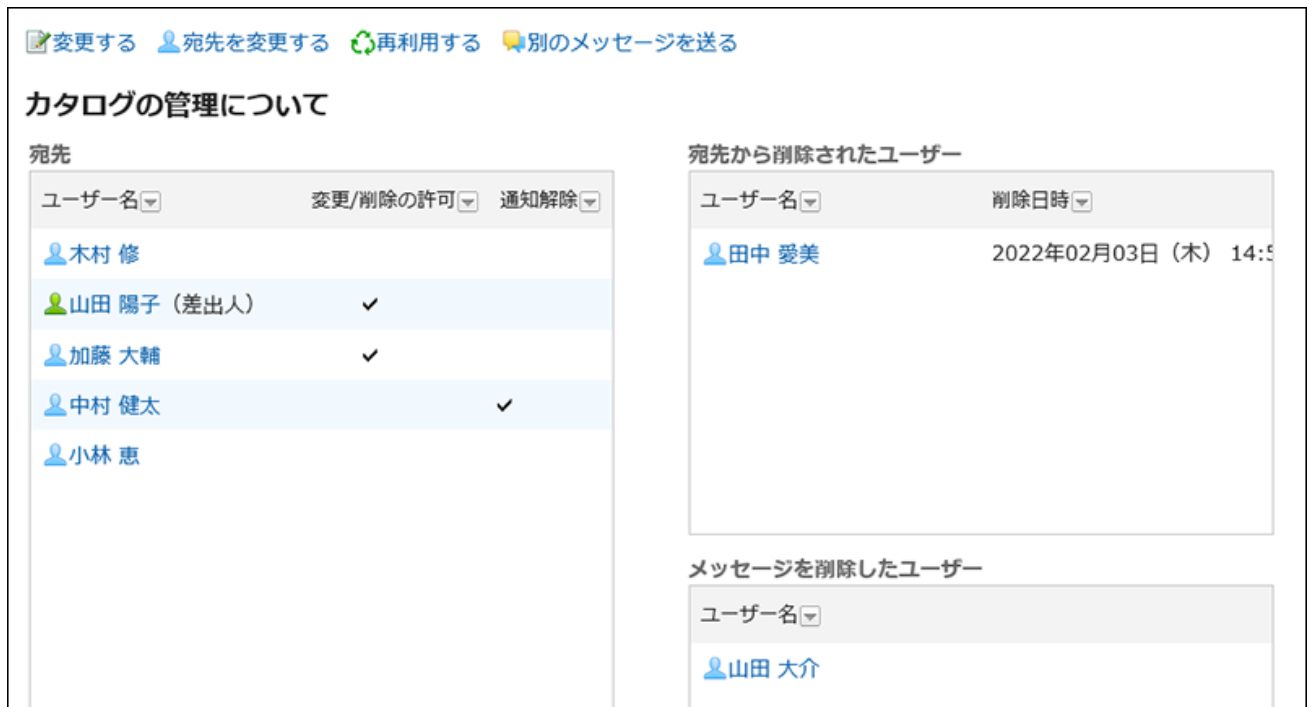 変更する 宛先を変更する 再利用する 別のメッセージを送る
カタログの管理について
宛先
ユーザー名 変更/削除の許可 通知解除
木村 修
山田 陽子（差出人）
加藤 大輔
中村 健太
小林 恵
宛先から削除されたユーザー
ユーザー名 削除日時
田中 愛美 2022年02月03日（木） 14:5
メッセージを削除したユーザー
ユーザー名
山田 大介